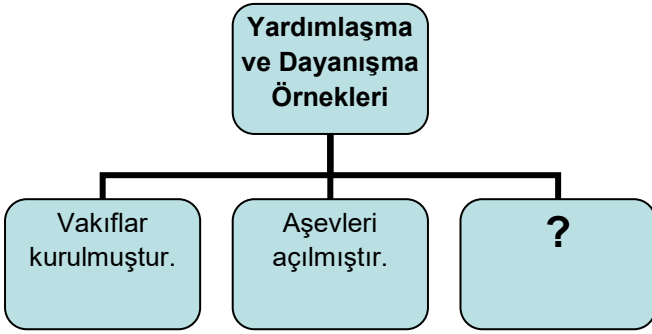 Yardımlaşma
ve Dayanışma
Örnekleri
Vakıflar
kurulmuştur.
Aşevleri
açılmıştır.
?